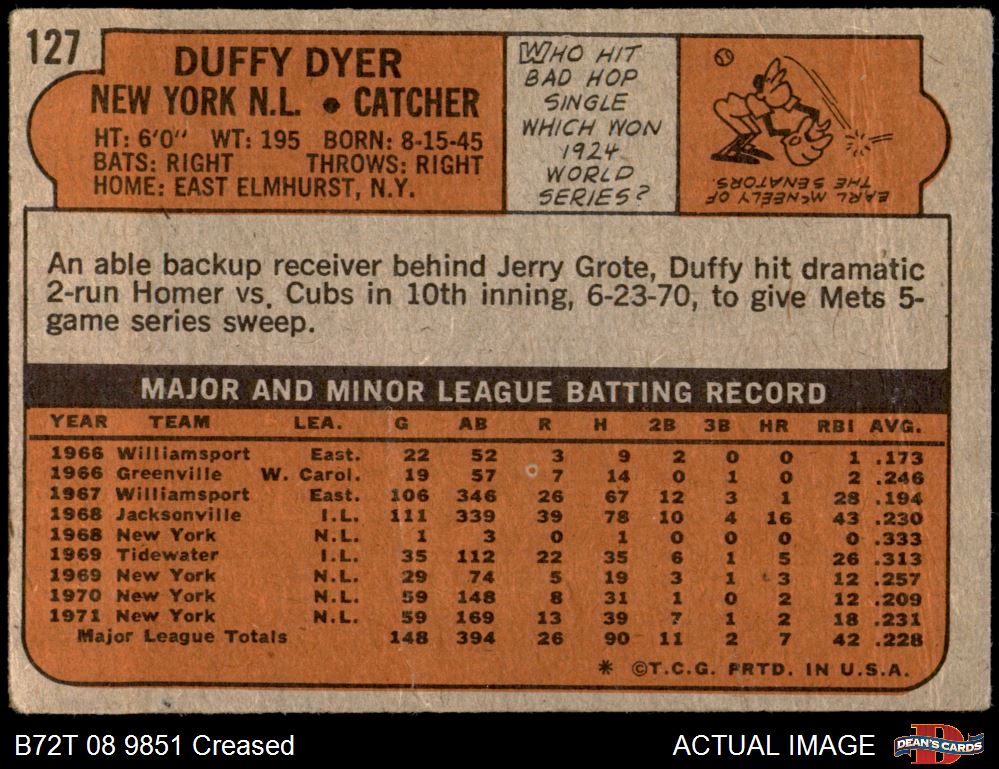 127
DUFFY DYER
NEW YORK N.L. • CATCHER
HT: 6'0" WT: 195 BORN: 8-15-45
BATS: RIGHT THROWS: RIGHT
HOME: EAST ELMHURST, N.Y.
WHO HIT
BAD HOP
SINGLE
WHICH WON
1924
WORLD
SERIES?
EARL McNEELY OF
THE SENATORS.
An able backup receiver behind Jerry Grote, Duffy hit dramatic
2-run Homer vs. Cubs in 10th inning, 6-23-70, to give Mets 5-
game series sweep.
MAJOR AND MINOR LEAGUE BATTING RECORD
YEAR TEAM LEA. G AB R H 2B 3B HR RBI AVG.
1966 Williamsport East. 22 52 3 9 2 0 0 1 .173
1966 Greenville W. Carol. 19 57 7 14 0 1 0 2 .246
1967 Williamsport East. 106 346 26 67 12 3 1 28 .194
1968 Jacksonville I.L. 111 339 39 78 10 4 16 43 .230
1968 New York N.L. 1 3 0 1 0 0 0 0 .333
1969 Tidewater I.L. 35 112 22 35 6 1 5 26 .313
1969 New York N.L. 29 74 5 19 3 1 3 12 .257
1970 New York N.L. 59 148 8 31 1 0 2 12 .209
1971 New York N.L. 59 169 13 39 7 1 2 18 .231
Major League Totals 148 394 26 90 11 2 7 42 .228
* ©T.C.G. PRTD. IN U.S.A.
B72T 08 9851 Creased
ACTUAL IMAGE
DEAN'S CARDS